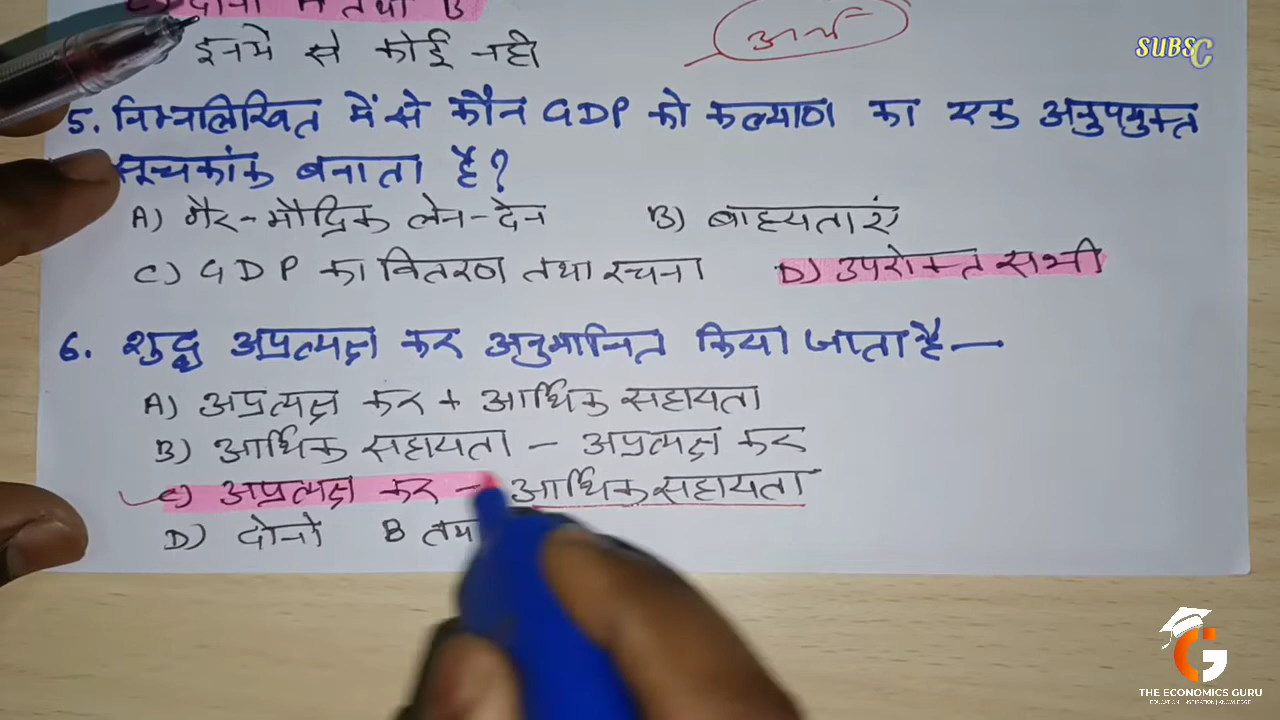 दोनों A तथा B
इनमें से कोई नही
अर्थ
SUBSC
5. निम्नलिखित में से कौन GDP को कल्याण का एक अनुपयुक्त
सूचकांक बनाता है?
A) गैर-मौद्रिक लेन-देन B) बाह्यताएं
C) GDP का वितरण तथा रचना D) उपरोक्त सभी
6. शुद्ध अप्रत्यक्ष कर अनुमानित किया जाता है—
A) अप्रत्यक्ष कर + आर्थिक सहायता
B) आर्थिक सहायता - अप्रत्यक्ष कर
C) अप्रत्यक्ष कर - आर्थिक सहायता
D) दोनो B तथा
THE ECONOMICS GURU